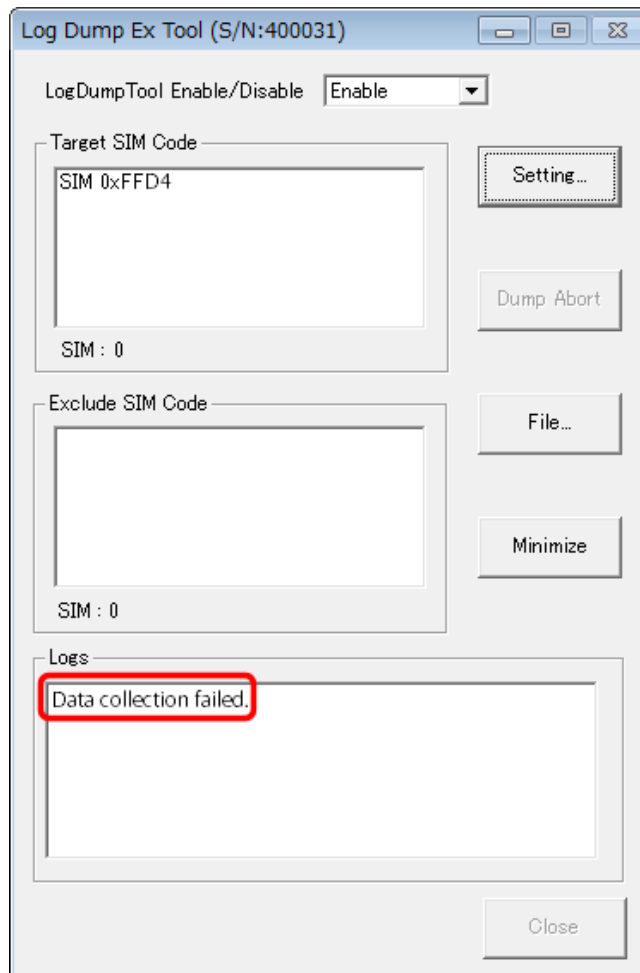 Log Dump Ex Tool (S/N:400031)
LogDumpTool Enable/Disable Enable
Target SIM Code
SIM 0xFFD4
Setting...
Dump Abort
SIM : 0
Exclude SIM Code
File...
Minimize
SIM : 0
Logs
Data collection failed.
Close